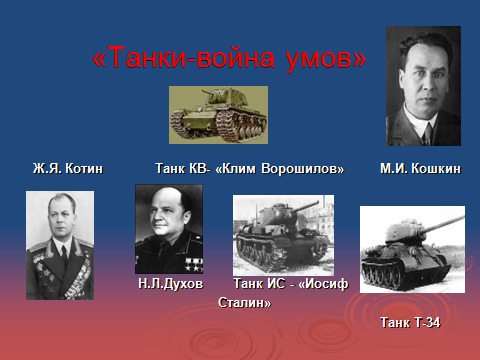 «Танки-война умов»
Ж.Я. Котин
Танк КВ- «Клим Ворошилов»
М.И. Кошкин
Н.Л.Духов
Танк ИС - «Иосиф
Сталин»
Танк Т-34